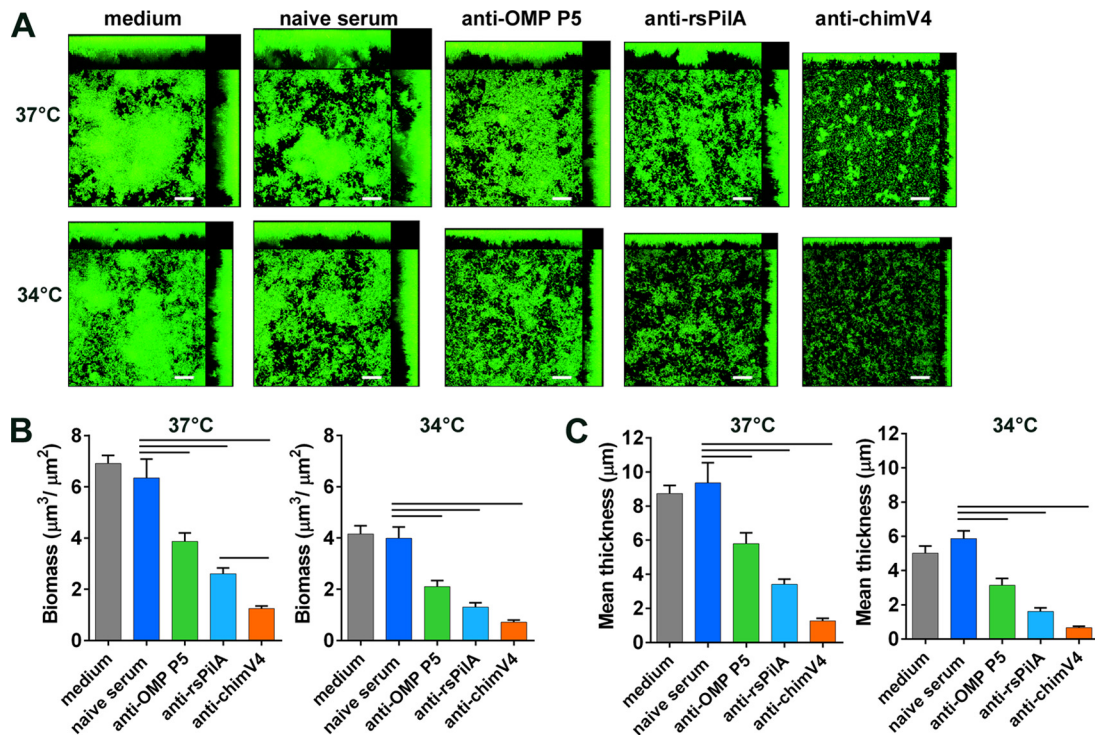 A
medium
naive serum
anti-OMP P5
anti-rsPilA
anti-chimV4
37°C
34°C
B
37°C
Biomass (μm³/ μm²)
8
6
4
2
0
medium
naive serum
anti-OMP P5
anti-rsPilA
anti-chimV4
34°C
Biomass (μm³/ μm²)
8
6
4
2
0
medium
naive serum
anti-OMP P5
anti-rsPilA
anti-chimV4
C
37°C
Mean thickness (μm)
12
10
8
6
4
2
0
medium
naive serum
anti-OMP P5
anti-rsPilA
anti-chimV4
34°C
Mean thickness (μm)
12
10
8
6
4
2
0
medium
naive serum
anti-OMP P5
anti-rsPilA
anti-chimV4